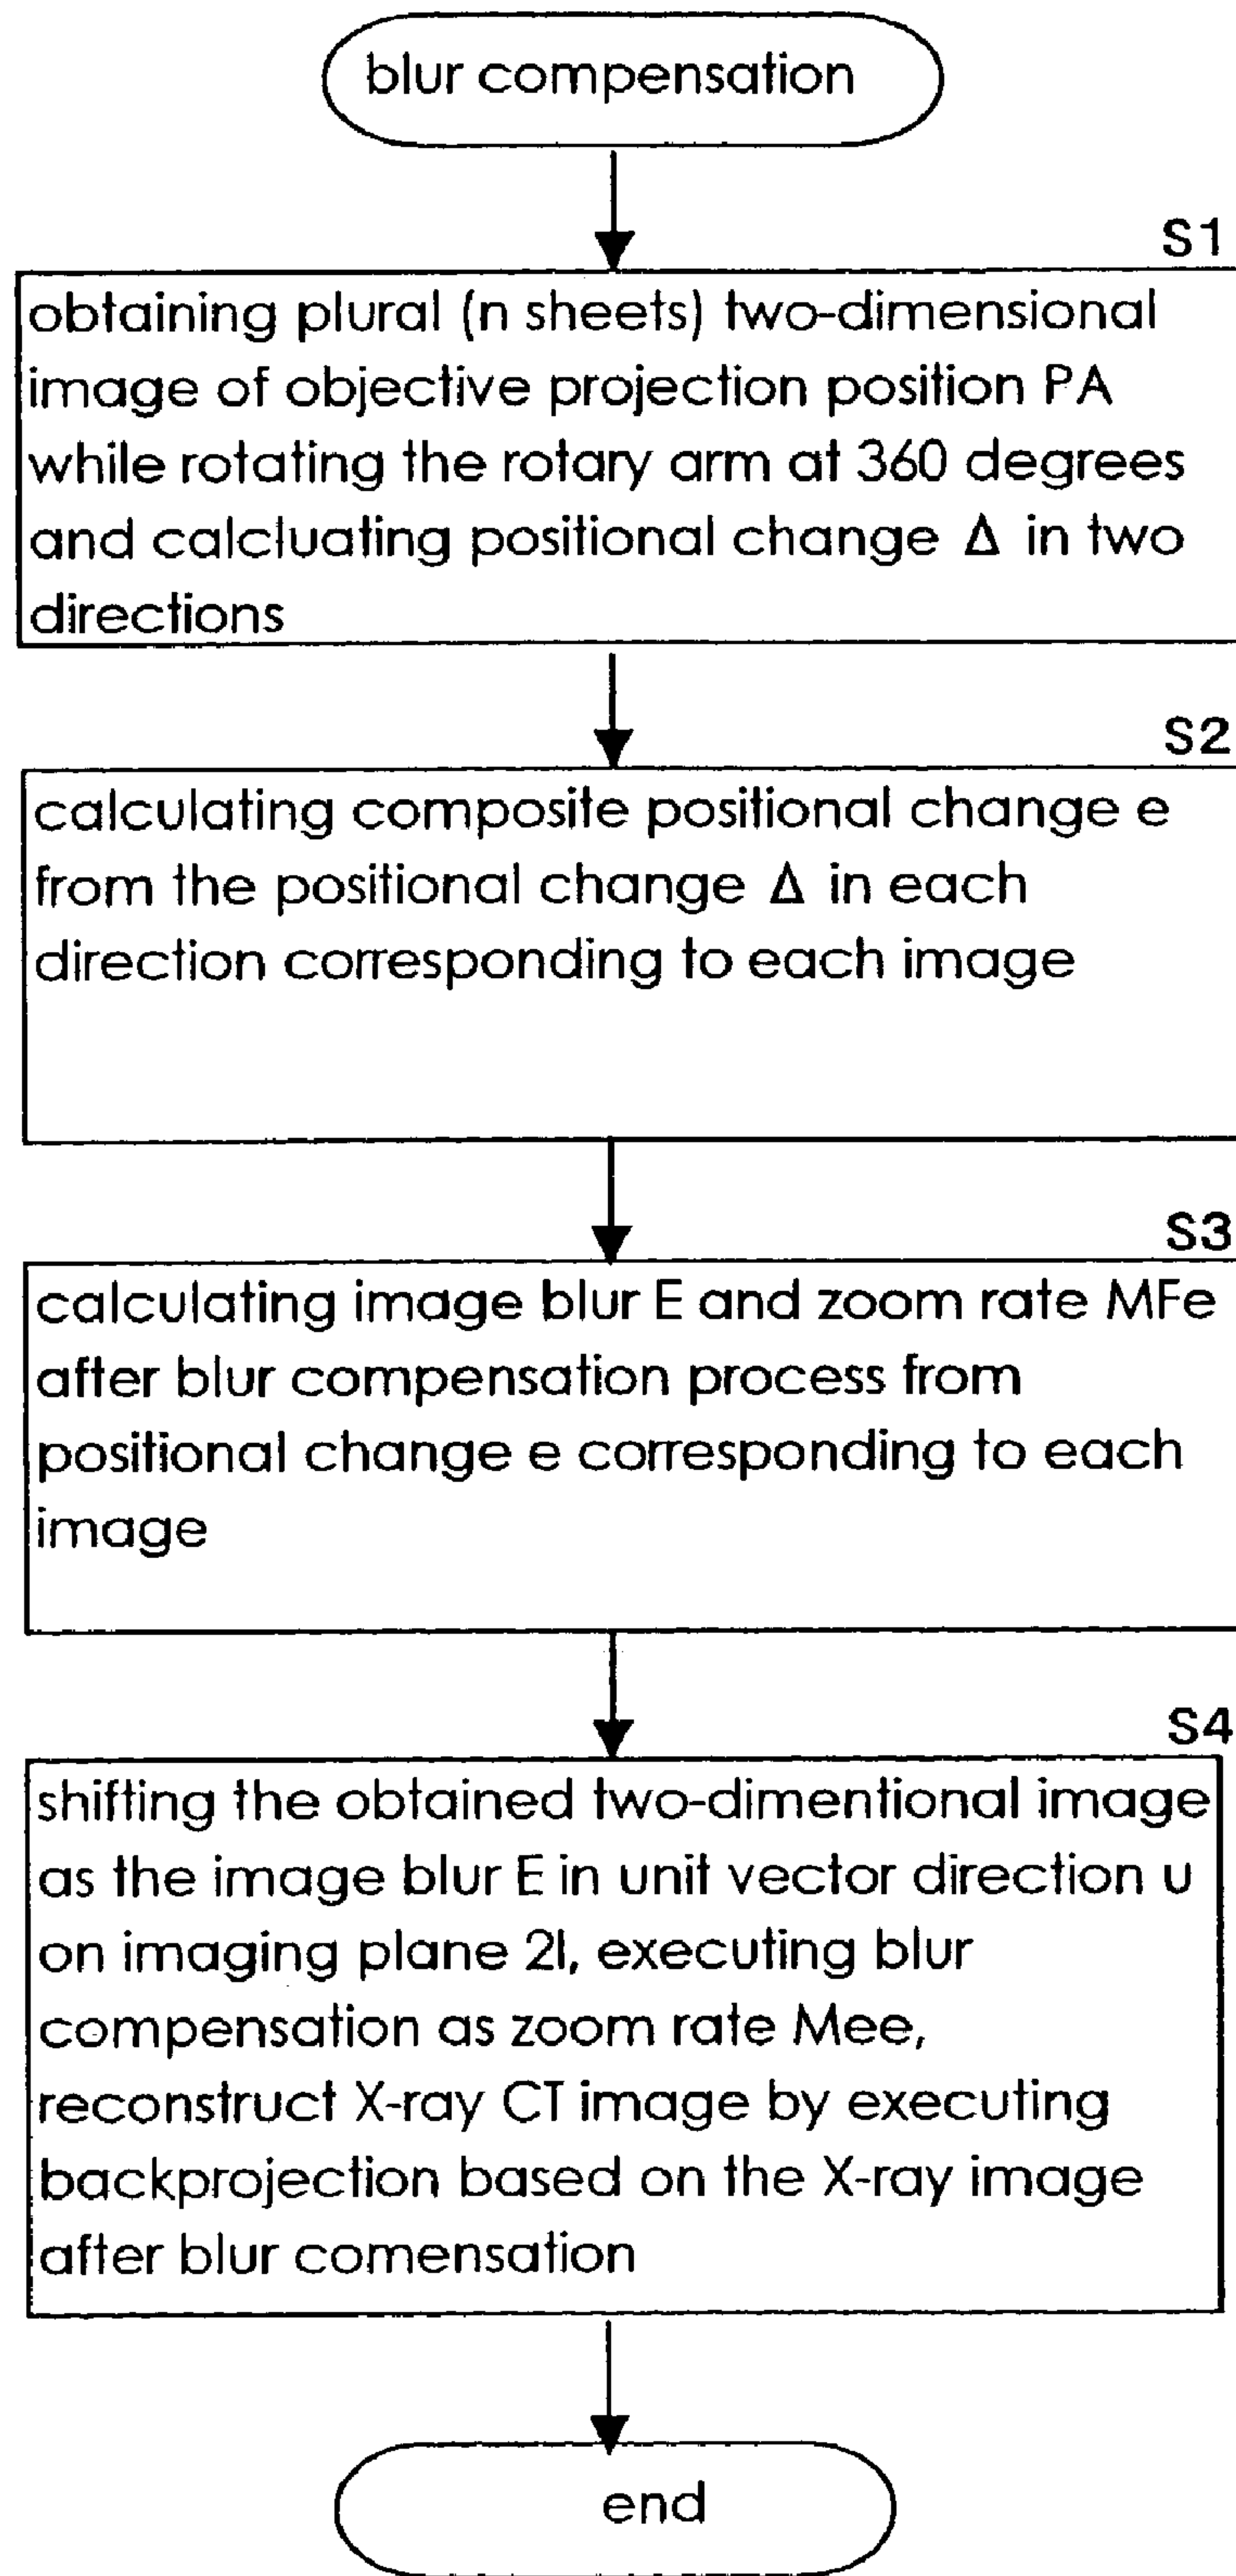 blur compensation
S1
obtaining plural (n sheets) two-dimensional
image of objective projection position PA
while rotating the rotary arm at 360 degrees
and calcluating positional change Δ in two
directions
S2
calculating composite positional change e
from the positional change Δ in each
direction corresponding to each image
S3
calculating image blur E and zoom rate MFe
after blur compensation process from
positional change e corresponding to each
image
S4
shifting the obtained two-dimentional image
as the image blur E in unit vector direction u
on imaging plane 2I, executing blur
compensation as zoom rate Mee,
reconstruct X-ray CT image by executing
backprojection based on the X-ray image
after blur comensation
end